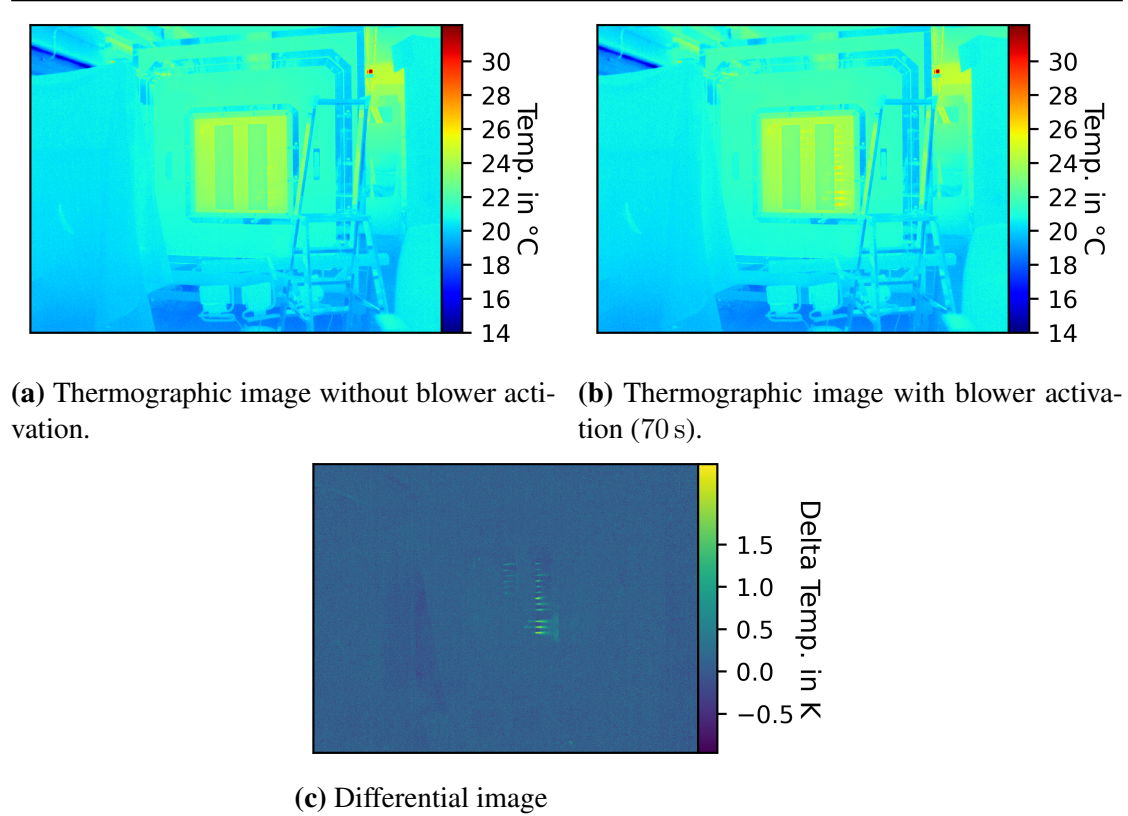 30
28
26
24
22
20
18
16
14
Temp. in °C
30
28
26
24
22
20
18
16
14
Temp. in °C
(a) Thermographic image without blower acti-
vation.
(b) Thermographic image with blower activa-
tion (70 s).
1.5
1.0
0.5
0.0
−0.5
Delta Temp. in K
(c) Differential image